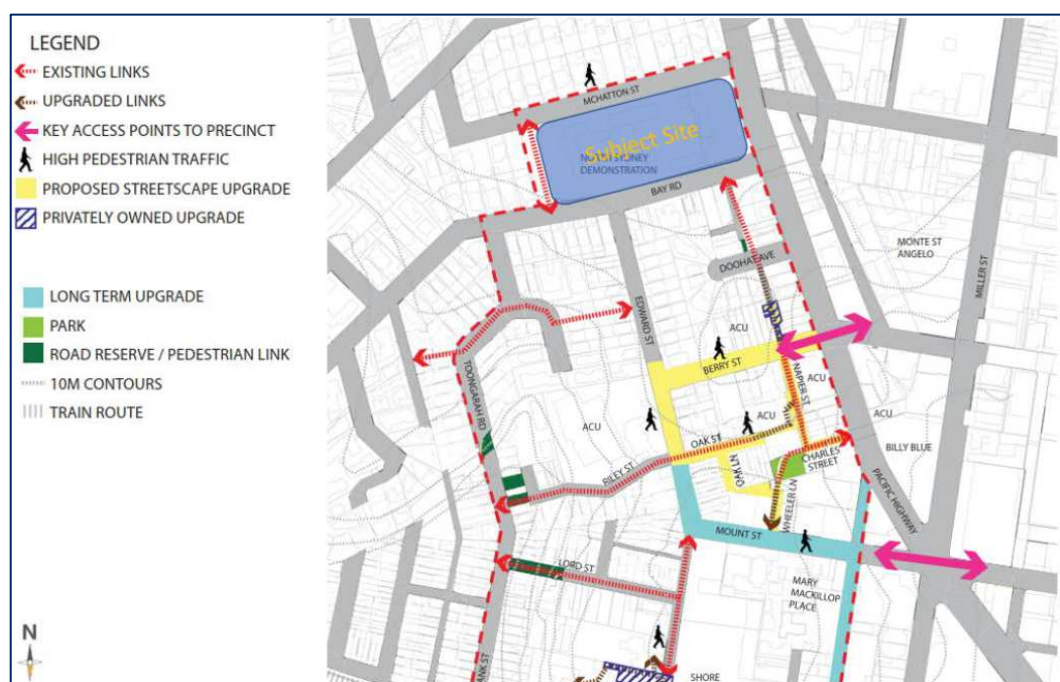 LEGEND
EXISTING LINKS
UPGRADED LINKS
KEY ACCESS POINTS TO PRECINCT
HIGH PEDESTRIAN TRAFFIC
PROPOSED STREETSCAPE UPGRADE
PRIVATELY OWNED UPGRADE
LONG TERM UPGRADE
PARK
ROAD RESERVE / PEDESTRIAN LINK
10M CONTOURS
TRAIN ROUTE
N
MCHATTON ST
Subject Site
DEMONSTRATION
BAY RD
DOOHAT AVE
MONTE ST
ANGELO
MILLER ST
EDWARD ST
ACU
BERRY ST
NAPIER ST
ACU
TOONGARAH RD
ACU
ACU
ACU
OAK ST
BILLY BLUE
RILEY ST
OAK LN
CHARLES
STREET
WHEELER LN
PACIFIC HIGHWAY
MOUNT ST
LORD ST
MARY
MACKILLOP
PLACE
SHORE